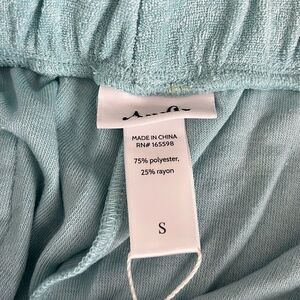 MADE IN CHINA
RN# 165598
75% polyester,
25% rayon
S